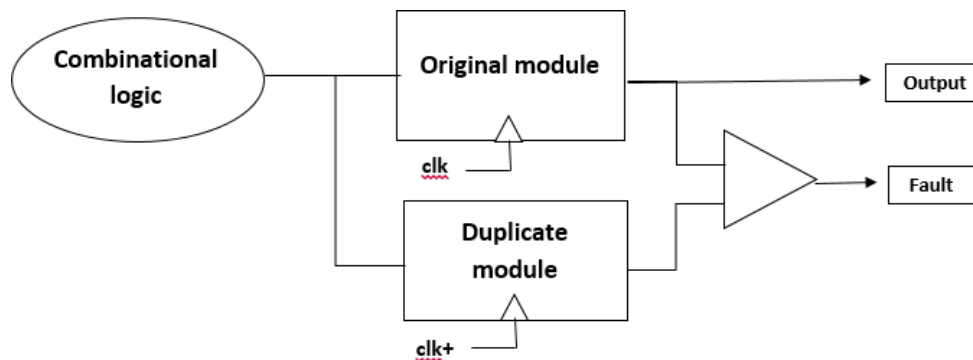 Combinational
logic
Original module
clk
Output
Fault
Duplicate
module
clk+